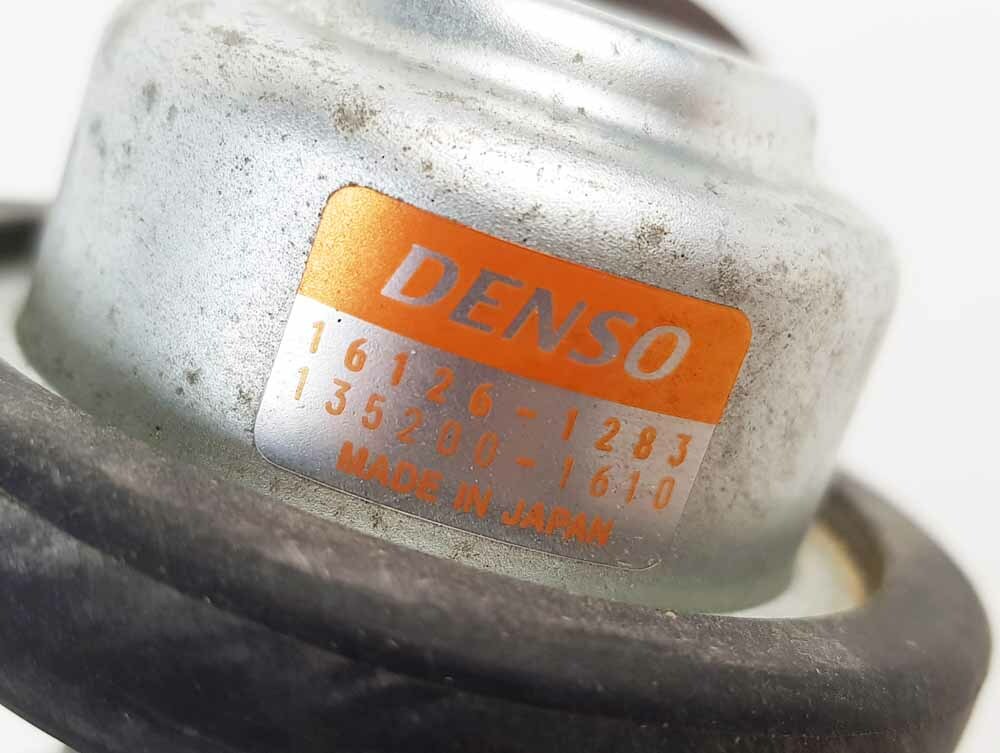 DENSO
16126-1283
135200-1610
MADE IN JAPAN